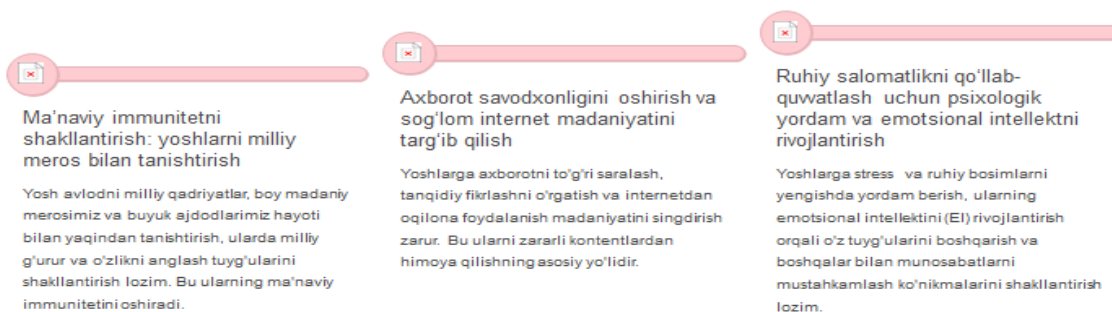 Ma'naviy immunitetni
shakllantirish: yoshlarni milliy
meros bilan tanishtirish
Yosh avlodni milliy qadriyatlar, boy madaniy
merosimiz va buyuk ajdodlarimiz hayoti
bilan yaqindan tanishtirish, ularda milliy
g'urur va o'zlikni anglash tuyg'ularini
shakllantirish lozim. Bu ularning ma'naviy
immunitetini oshiradi.
Axborot savodxonligini oshirish va
sog'lom internet madaniyatini
targ'ib qilish
Yoshlarga axborotni to'g'ri saralash,
tanqidiy fikrlashni o'rgatish va internetdan
oqilona foydalanish madaniyatini singdirish
zarur. Bu ularni zararli kontentlardan
himoya qilishning asosiy yo'lidir.
Ruhiy salomatlikni qo'llab-
quvvatlash uchun psixologik
yordam va emotsional intellektni
rivojlantirish
Yoshlarga stress va ruhiy bosimlarni
yengishda yordam berish, ularning
emotsional intellektini (EI) rivojlantirish
orqali o'z tuyg'ularini boshqarish va
boshqalar bilan munosabatlarni
mustahkamlash ko'nikmalarini shakllantirish
lozim.